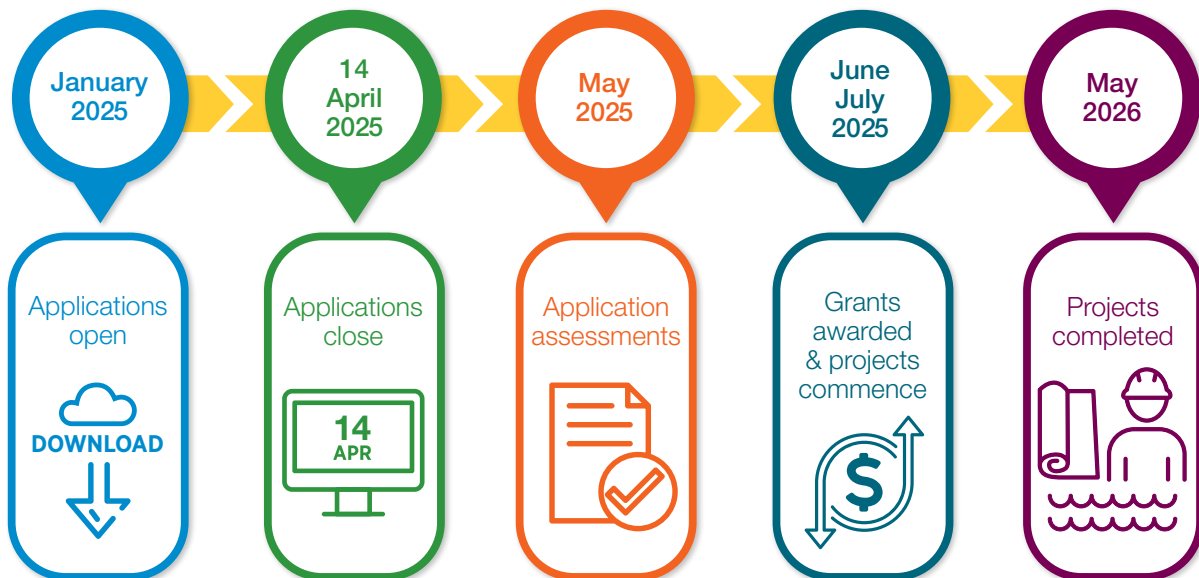 January
2025
14
April
2025
May
2025
June
July
2025
May
2026
Applications
open
DOWNLOAD
Applications
close
14
APR
Application
assessments
Grants
awarded
& projects
commence
$
Projects
completed